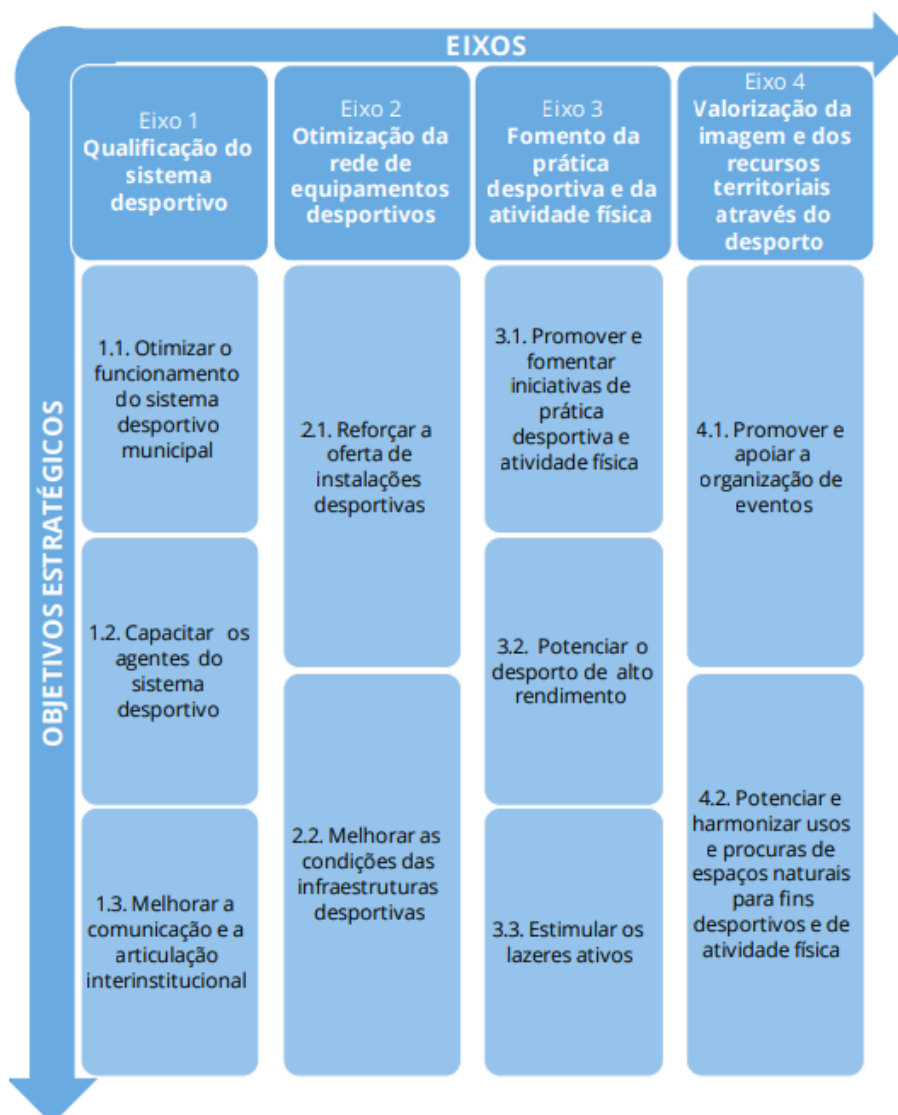 EIXOS
OBJETIVOS ESTRATÉGICOS
Eixo 1
Qualificação do
sistema
desportivo
1.1. Otimizar o
funcionamento
do sistema
desportivo
municipal
1.2. Capacitar os
agentes do
sistema
desportivo
1.3. Melhorar a
comunicação e a
articulação
interinstitucional
Eixo 2
Otimização da
rede de
equipamentos
desportivos
2.1. Reforçar a
oferta de
instalações
desportivas
2.2. Melhorar as
condições das
infraestruturas
desportivas
Eixo 3
Fomento da
prática
desportiva e da
atividade física
3.1. Promover e
fomentar
iniciativas de
prática
desportiva e
atividade física
3.2. Potenciar o
desporto de alto
rendimento
3.3. Estimular os
lazeres ativos
Eixo 4
Valorização da
imagem e dos
recursos
territoriais
através do
desporto
4.1. Promover e
apoiar a
organização de
eventos
4.2. Potenciar e
harmonizar usos
e procuras de
espaços naturais
para fins
desportivos e de
atividade física